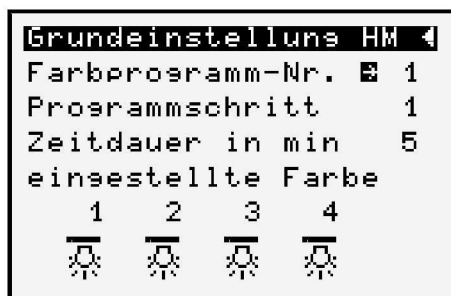 Grundeinstellung HM
Farbprogramm-Nr. 1
Programmschritt 1
Zeitdauer in min 5
eingestellte Farbe
1 2 3 4